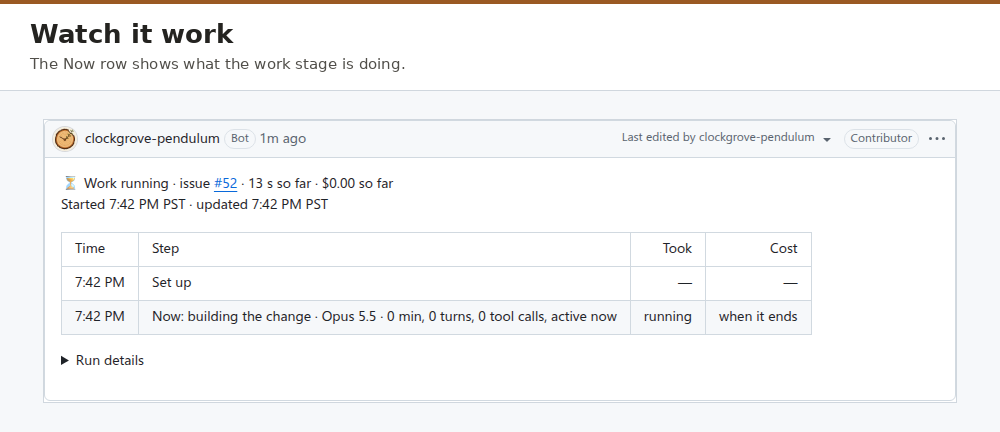 Watch it work
The Now row shows what the work stage is doing.
clockgrove-pendulum Bot 1m ago Last edited by clockgrove-pendulum Contributor
⏳ Work running · issue #52 · 13 s so far · $0.00 so far
Started 7:42 PM PST · updated 7:42 PM PST
Time Step Took Cost
7:42 PM Set up — —
7:42 PM Now: building the change · Opus 5.5 · 0 min, 0 turns, 0 tool calls, active now running when it ends
Run details